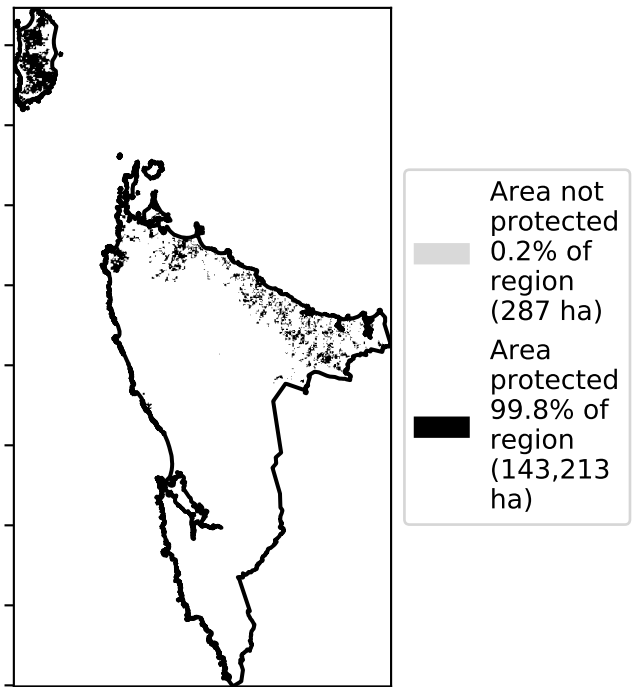 Area not
protected
0.2% of
region
(287 ha)
Area
protected
99.8% of
region
(143,213
ha)